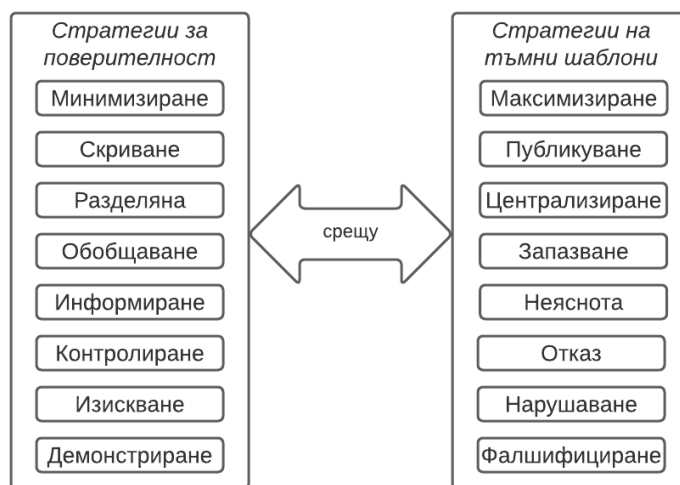 Стратегии за
поверителност
Минимизиране
Скриване
Разделяна
Обобщаване
Информиране
Контролиране
Изискване
Демонстриране
срещу
Стратегии на
тъмни шаблони
Максимизиране
Публикуване
Централизиране
Запазване
Неяснота
Отказ
Нарушаване
Фалшифициране